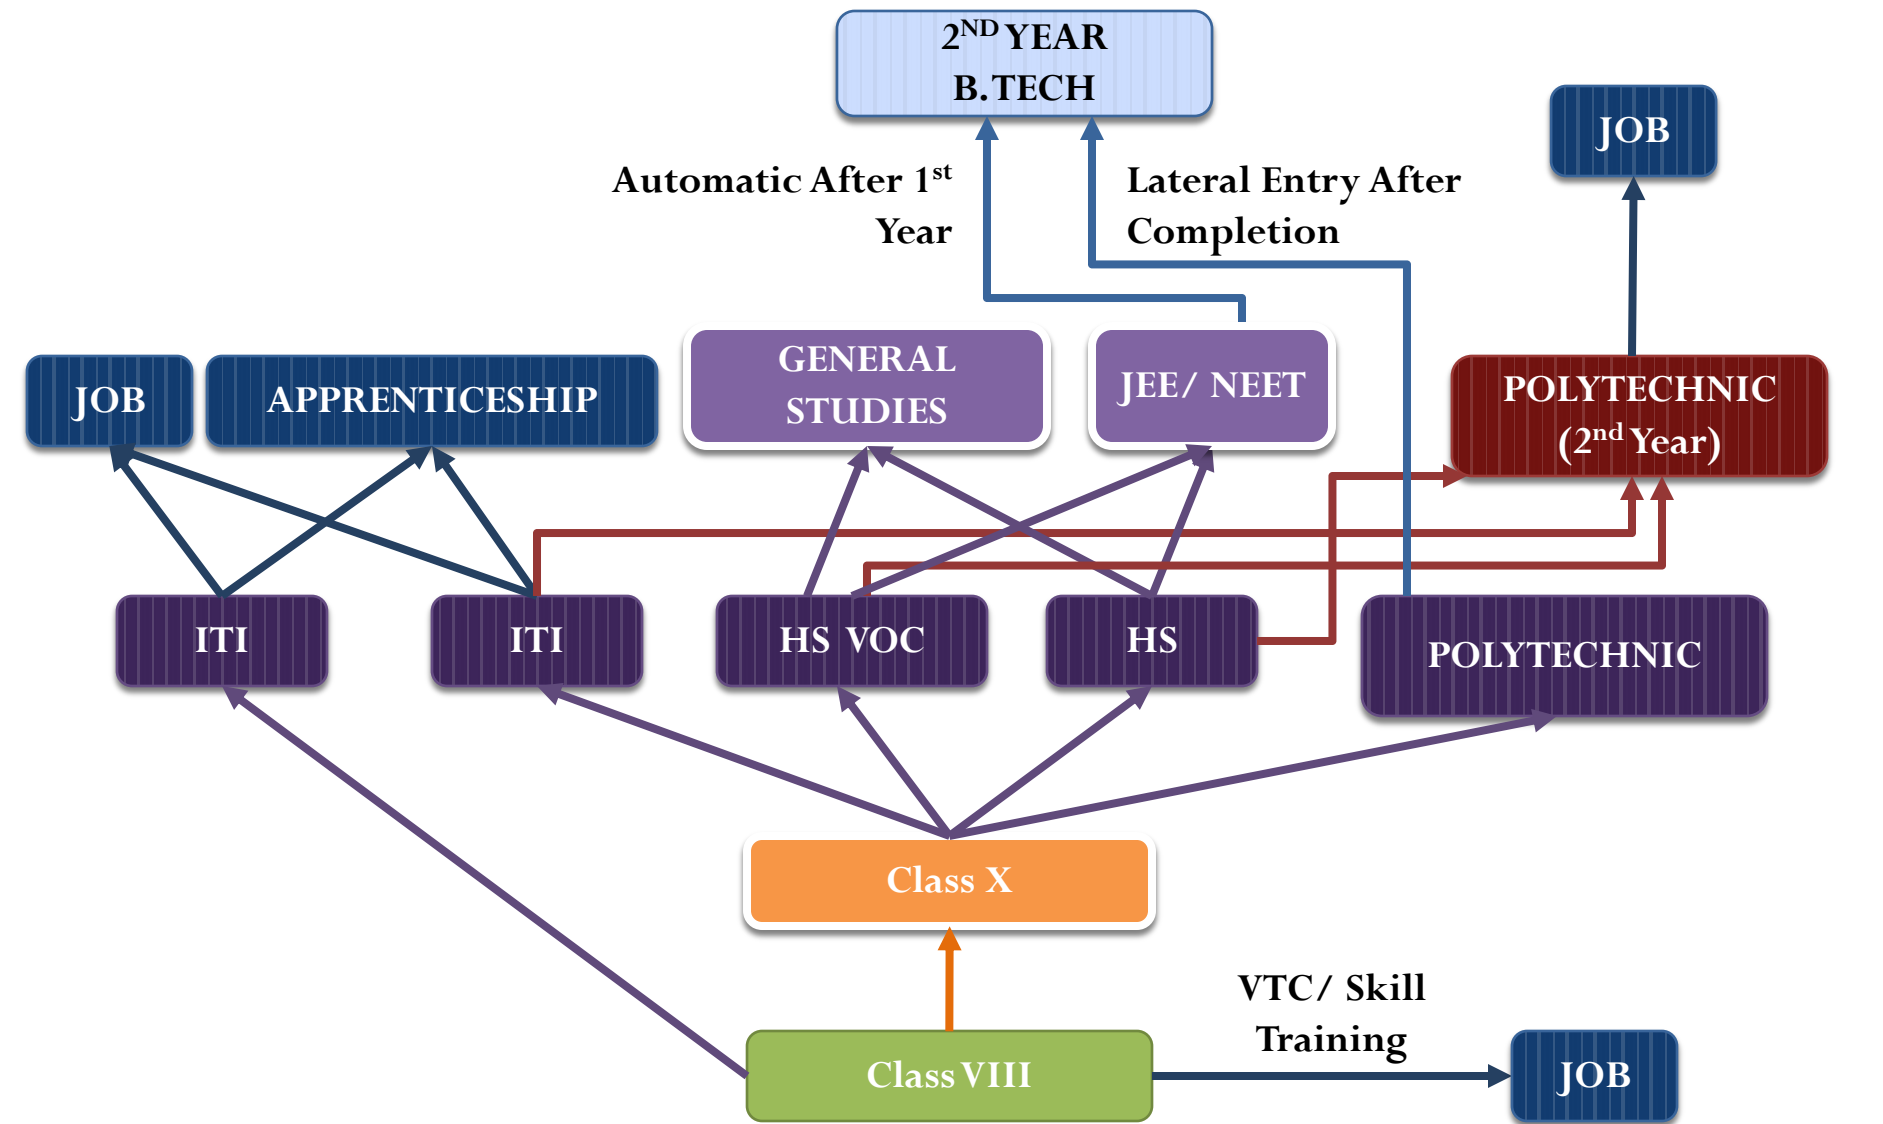 2ND YEAR
B.TECH
JOB
Automatic After 1st
Year
Lateral Entry After
Completion
JOB
APPRENTICESHIP
GENERAL
STUDIES
JEE/ NEET
POLYTECHNIC
(2nd Year)
ITI
ITI
HS VOC
HS
POLYTECHNIC
Class X
VTC/ Skill
Training
Class VIII
JOB